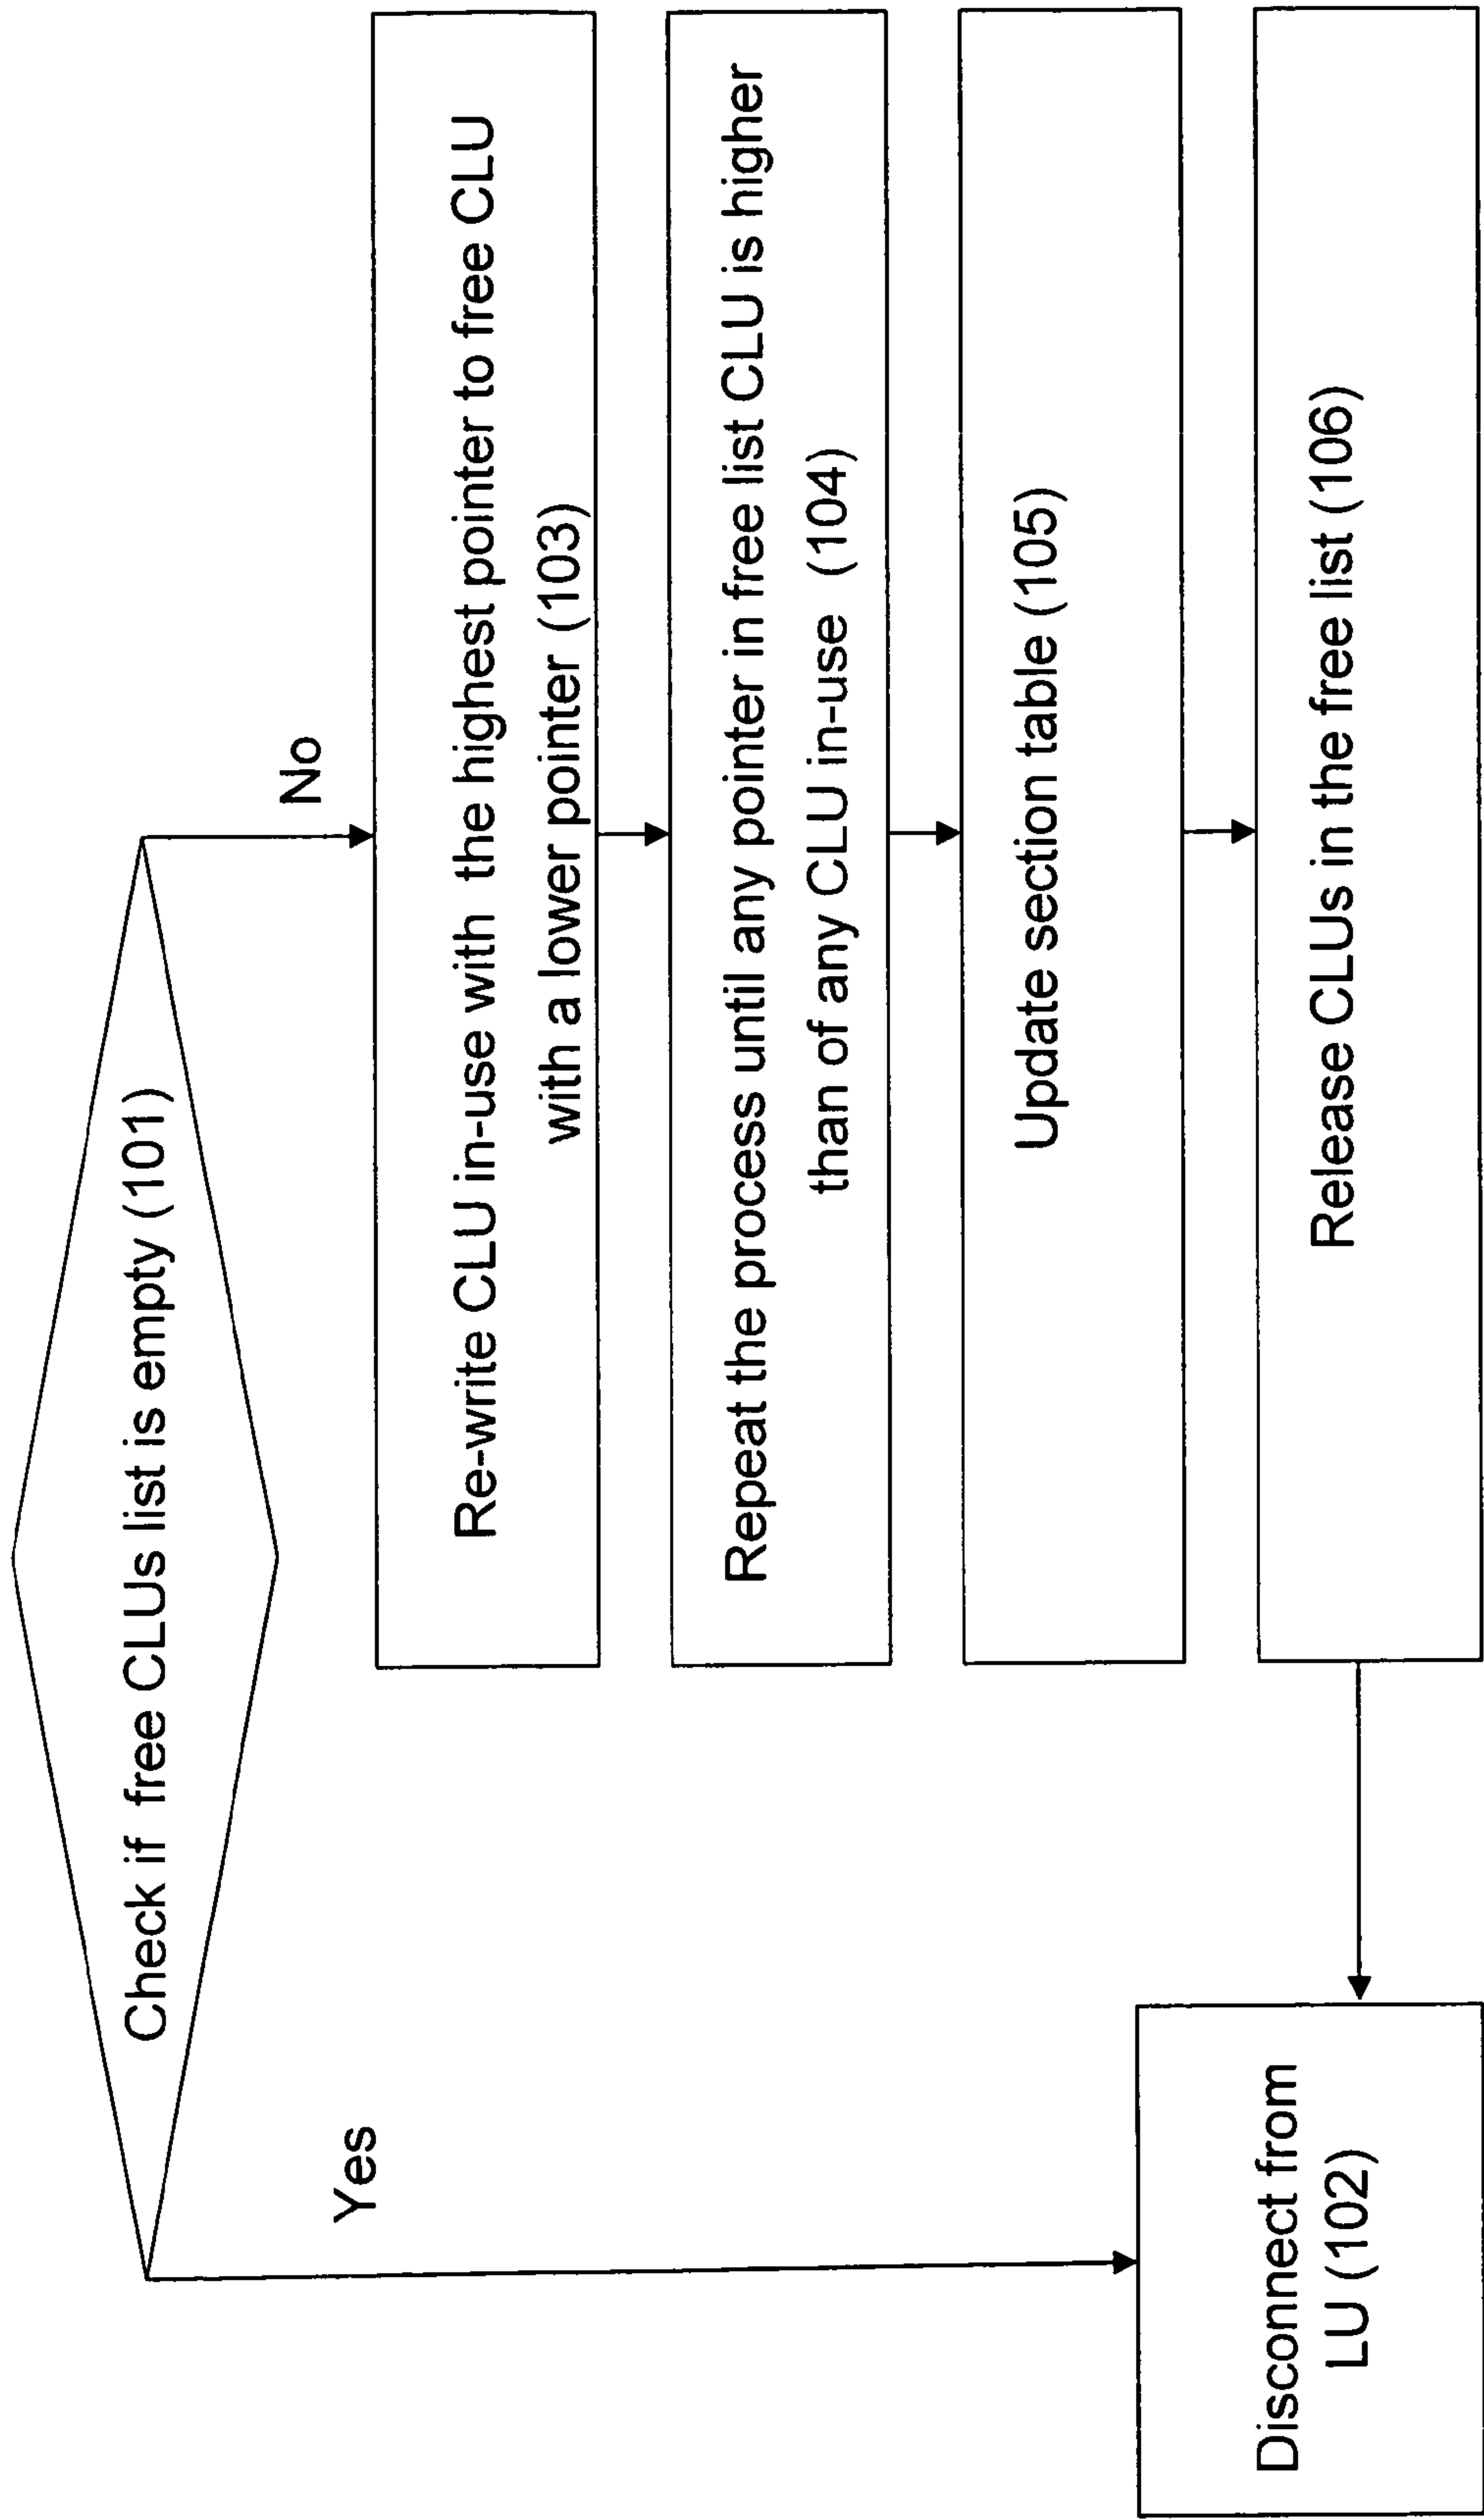 Check if free CLUs list is empty (101)
No
Yes
Re-write CLU in-use with the highest pointer to free CLU
with a lower pointer (103)
Repeat the process until any pointer in free list CLU is higher
than of any CLU in-use (104)
Update section table (105)
Release CLUs in the free list (106)
Disconnect from
LU (102)